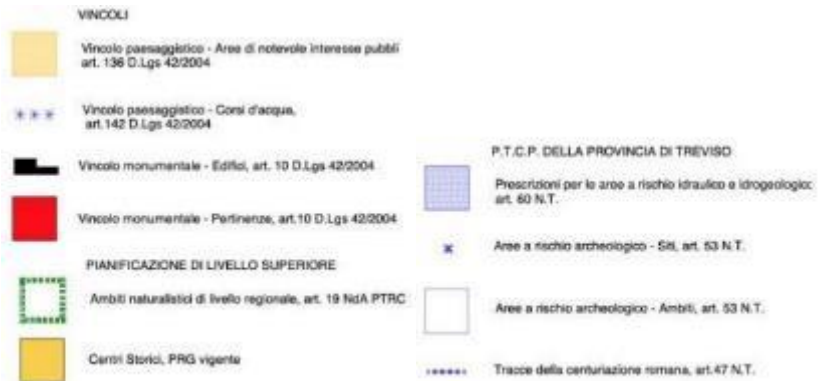 VINCOLI
Vincolo paesaggistico - Aree di notevole interesse pubbli
art. 136 D.Lgs 42/2004
Vincolo paesaggistico - Corsi d'acqua,
art.142 D.Lgs 42/2004
Vincolo monumentale - Edifici, art. 10 D.Lgs 42/2004
Vincolo monumentale - Pertinenze, art.10 D.Lgs 42/2004
PIANIFICAZIONE DI LIVELLO SUPERIORE
Ambiti naturalistici di livello regionale, art. 19 NdA PTRC
Centri Storici, PRG vigente
P.T.C.P. DELLA PROVINCIA DI TREVISO
Prescrizioni per le aree a rischio idraulico e idrogeologico
art. 60 N.T.
Aree a rischio archeologico - Siti, art. 53 N.T.
Aree a rischio archeologico - Ambiti, art. 53 N.T.
Tracce della centuriazione romana, art.47 N.T.